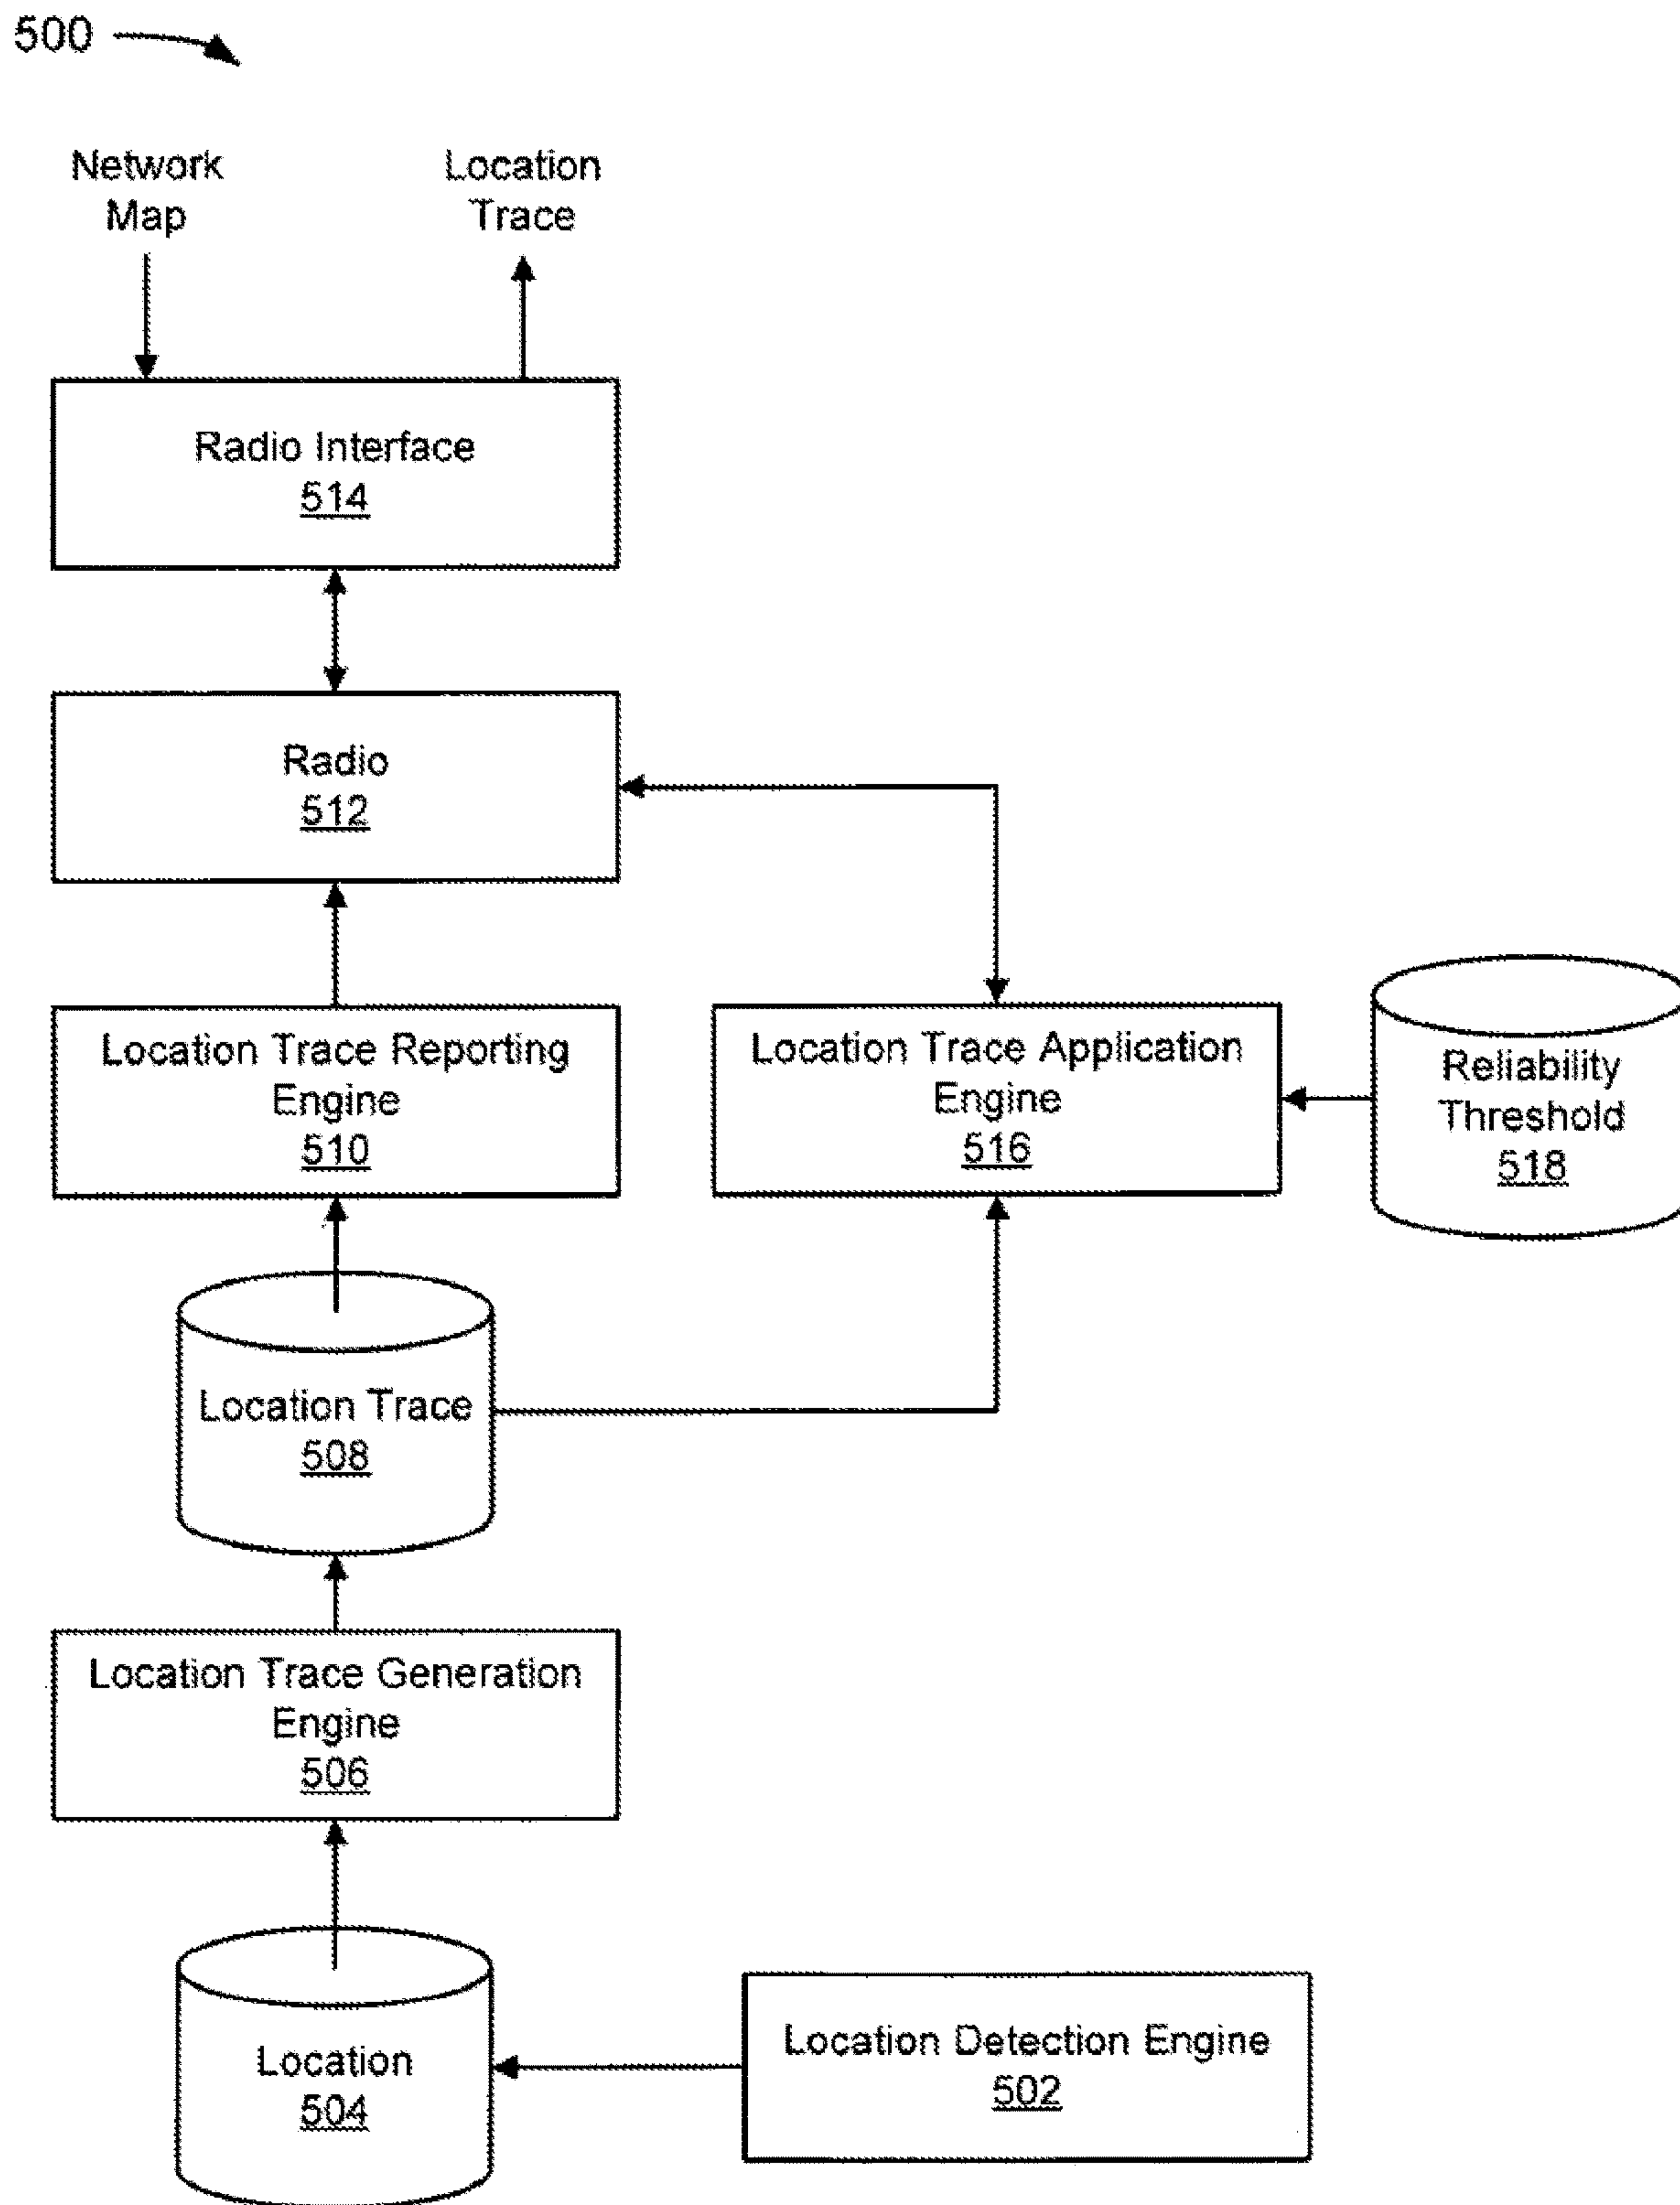 500
Network
Map
Location
Trace
Radio Interface
514
Radio
512
Location Trace Reporting
Engine
510
Location Trace Application
Engine
516
Reliability
Threshold
518
Location Trace
508
Location Trace Generation
Engine
506
Location
504
Location Detection Engine
502